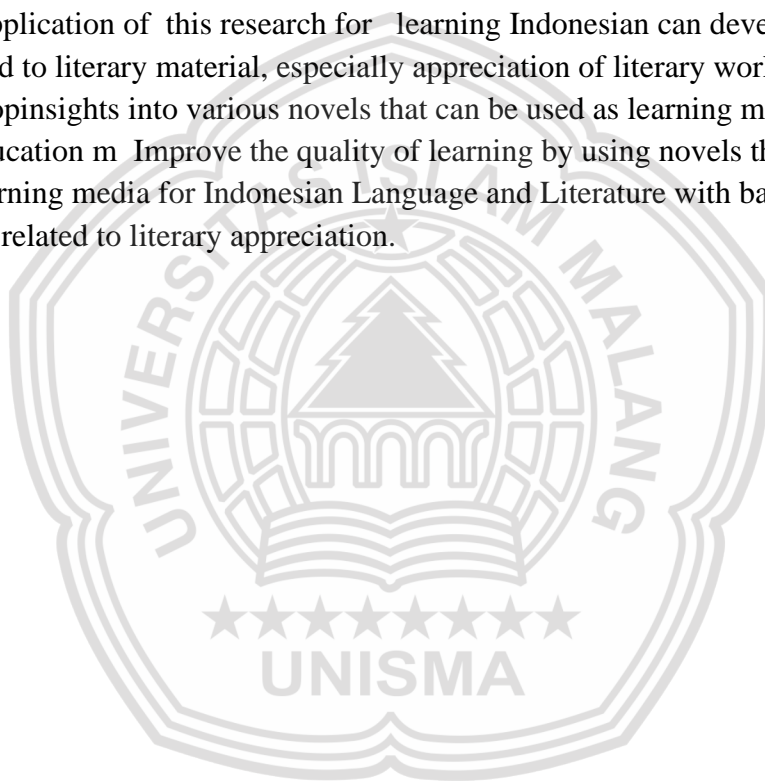 pplication of this research for learning Indonesian can deve
d to literary material, especially appreciation of literary wor
opinsights into various novels that can be used as learning m
ucation m Improve the quality of learning by using novels th
rning media for Indonesian Language and Literature with ba
related to literary appreciation.
UNIVERSITAS ISLAM MALANG
UNISMA